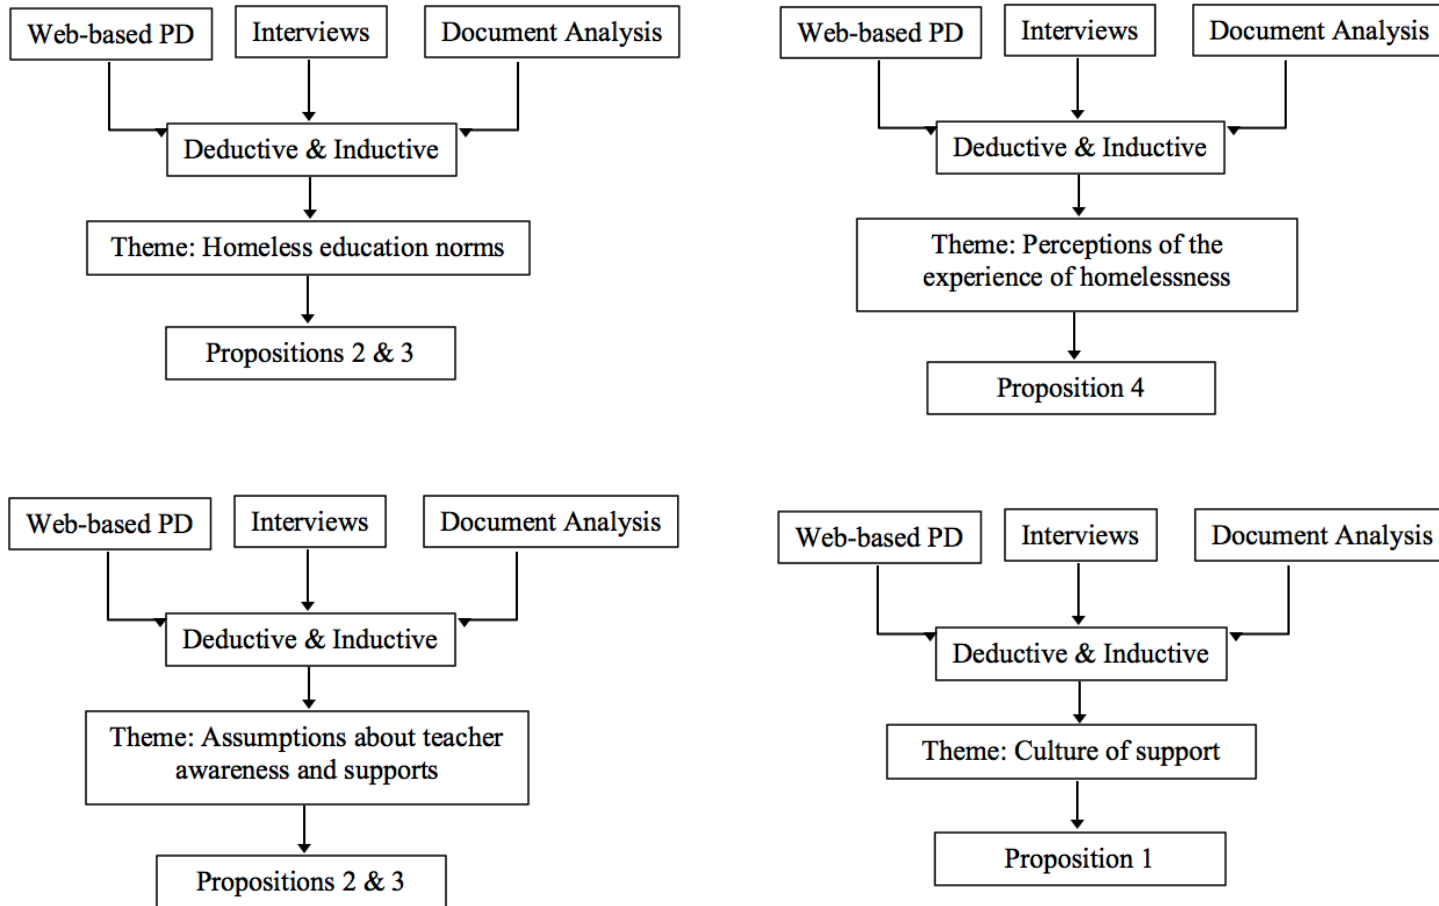 Web-based PD
Interviews
Document Analysis
Deductive & Inductive
Theme: Homeless education norms
Propositions 2 & 3
Web-based PD
Interviews
Document Analysis
Deductive & Inductive
Theme: Perceptions of the
experience of homelessness
Proposition 4
Web-based PD
Interviews
Document Analysis
Deductive & Inductive
Theme: Assumptions about teacher
awareness and supports
Propositions 2 & 3
Web-based PD
Interviews
Document Analysis
Deductive & Inductive
Theme: Culture of support
Proposition 1